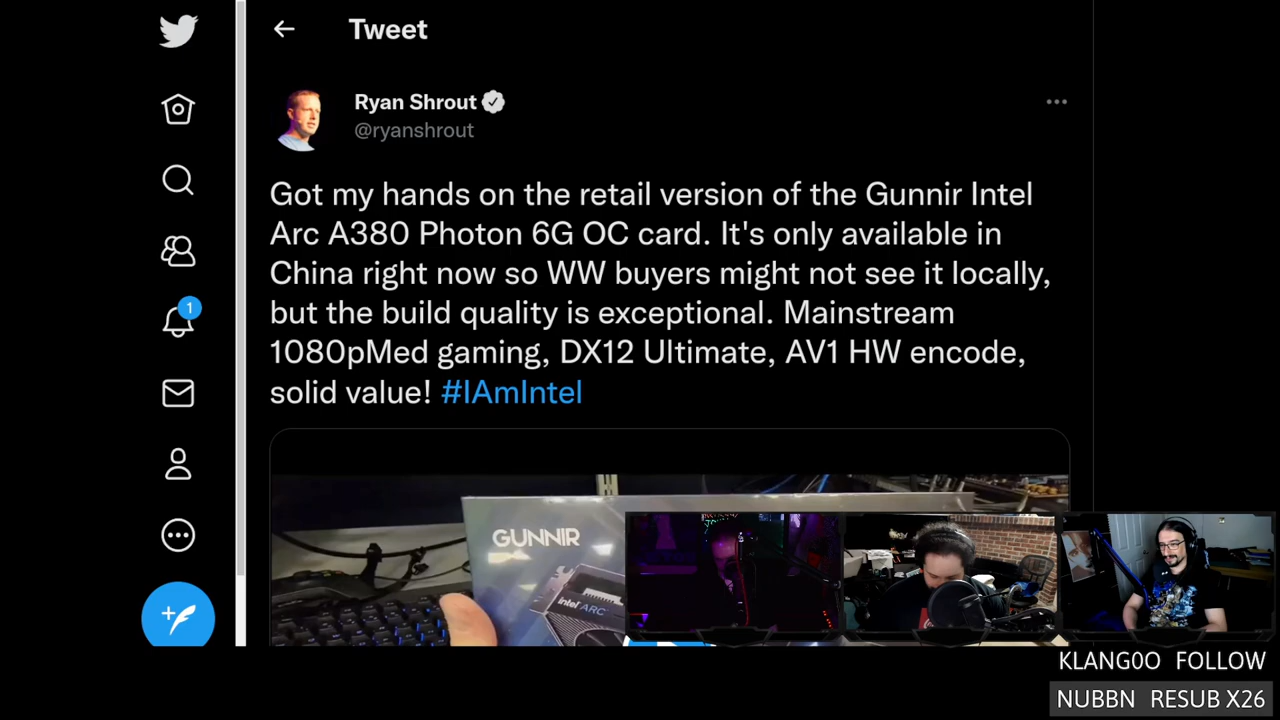 Tweet
Ryan Shrout
@ryanshrout
Got my hands on the retail version of the Gunnir Intel
Arc A380 Photon 6G OC card. It's only available in
China right now so WW buyers might not see it locally,
but the build quality is exceptional. Mainstream
1080pMed gaming, DX12 Ultimate, AV1 HW encode,
solid value! #IAmIntel
1
GUNNIR
intel ARC
KLANG0O FOLLOW
NUBBN RESUB X26